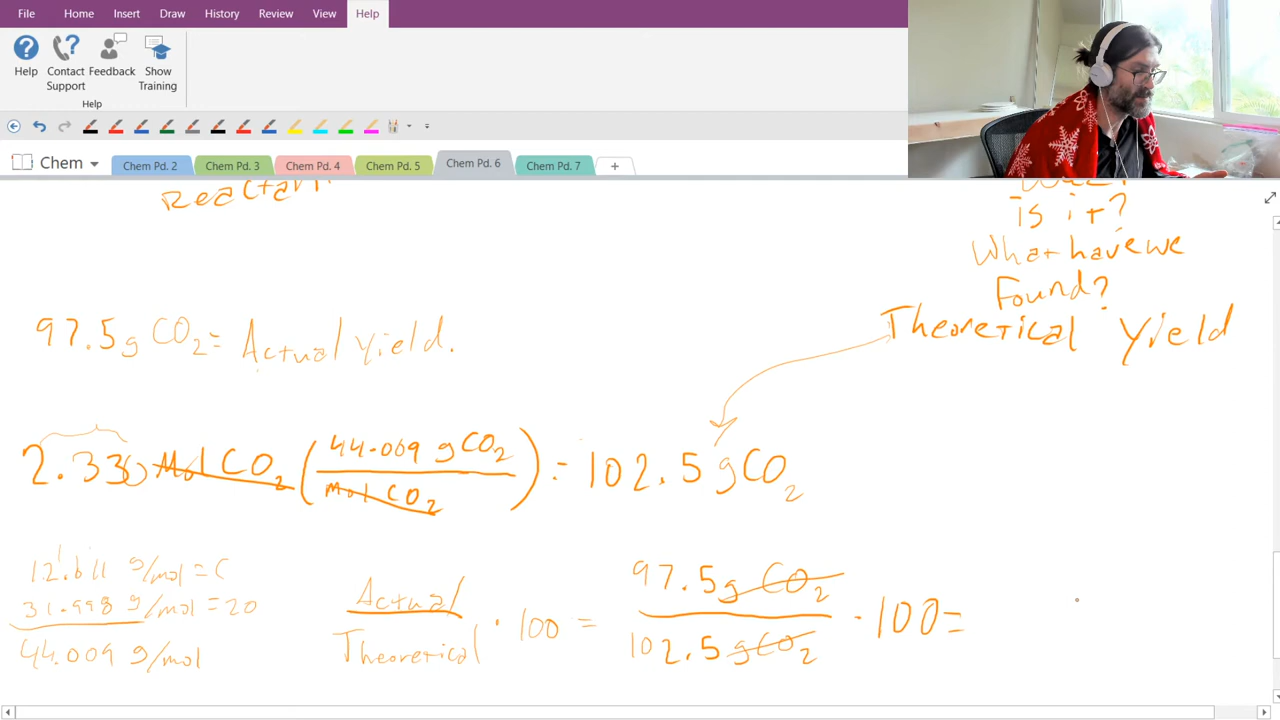 File Home Insert Draw History Review View Help
Help Contact Support Feedback Show Training
Help
Chem Chem Pd. 2 Chem Pd. 3 Chem Pd. 4 Chem Pd. 5 Chem Pd. 6 Chem Pd. 7
is it?
What have we
Found?
Theoretical Yield
97.5g CO2 = Actual yield.
2.330 mol CO2 (44.009 g CO2 / mol CO2) = 102.5 g CO2
12.011 g/mol = C
31.998 g/mol = 2O
44.009 g/mol
Actual / Theoretical · 100 = 97.5g CO2 / 102.5 g CO2 · 100 =